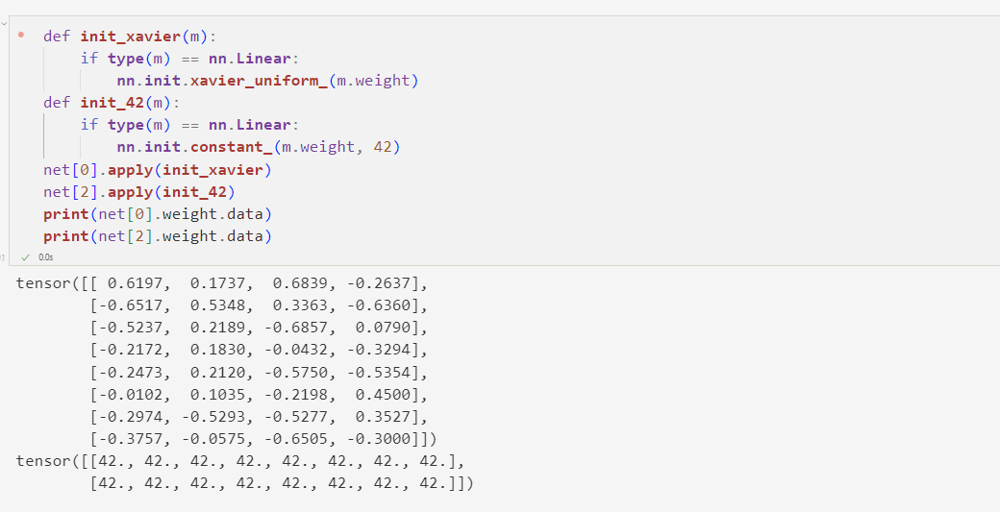 def init_xavier(m):
    if type(m) == nn.Linear:
        nn.init.xavier_uniform_(m.weight)
def init_42(m):
    if type(m) == nn.Linear:
        nn.init.constant_(m.weight, 42)
net[0].apply(init_xavier)
net[2].apply(init_42)
print(net[0].weight.data)
print(net[2].weight.data)
✓ 0.0s
tensor([[ 0.6197,  0.1737,  0.6839, -0.2637],
        [-0.6517,  0.5348,  0.3363, -0.6360],
        [-0.5237,  0.2189, -0.6857,  0.0790],
        [-0.2172,  0.1830, -0.0432, -0.3294],
        [-0.2473,  0.2120, -0.5750, -0.5354],
        [-0.0102,  0.1035, -0.2198,  0.4500],
        [-0.2974, -0.5293, -0.5277,  0.3527],
        [-0.3757, -0.0575, -0.6505, -0.3000]])
tensor([[42., 42., 42., 42., 42., 42., 42., 42.],
        [42., 42., 42., 42., 42., 42., 42., 42.]])